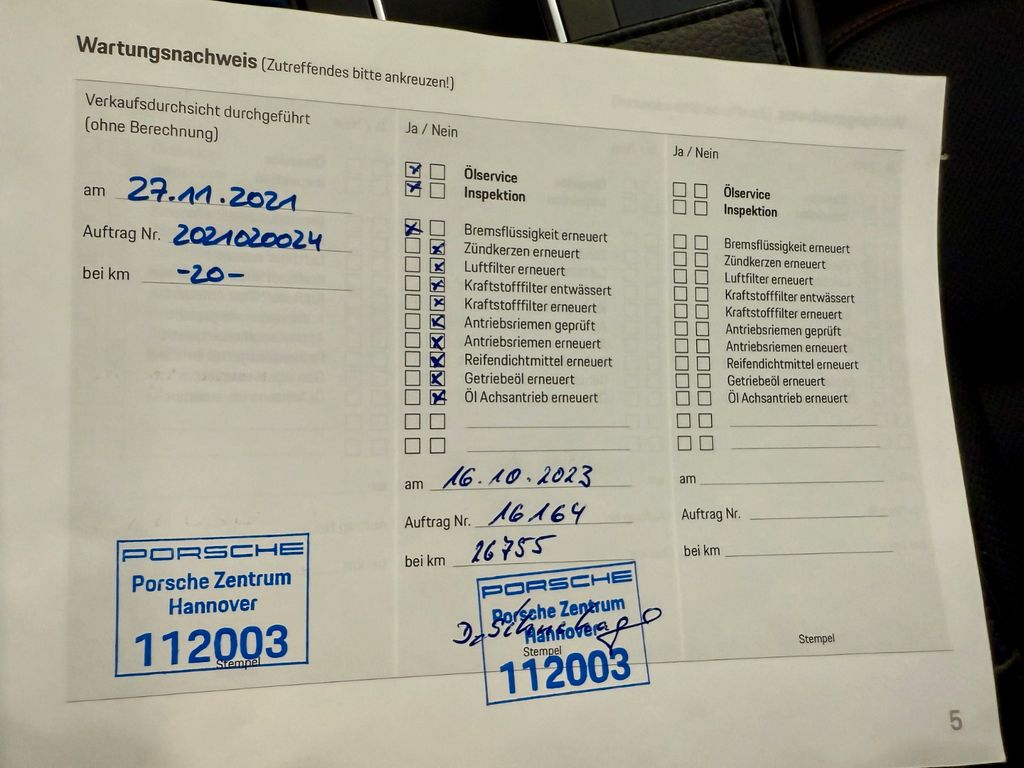 Wartungsnachweis (Zutreffendes bitte ankreuzen!)
Verkaufsdurchsicht durchgeführt
(ohne Berechnung)
am 27.11.2021
Auftrag Nr. 2021020024
bei km -20-
PORSCHE
Porsche Zentrum
Hannover
112003
Stempel
Ja / Nein
Ölservice
Inspektion
Bremsflüssigkeit erneuert
Zündkerzen erneuert
Luftfilter erneuert
Kraftstofffilter entwässert
Kraftstofffilter erneuert
Antriebsriemen geprüft
Antriebsriemen erneuert
Reifendichtmittel erneuert
Getriebeöl erneuert
Öl Achsantrieb erneuert
am 16.10.2023
Auftrag Nr. 16164
bei km 26755
PORSCHE
Porsche Zentrum
Hannover
Stempel
112003
Ja / Nein
Ölservice
Inspektion
Bremsflüssigkeit erneuert
Zündkerzen erneuert
Luftfilter erneuert
Kraftstofffilter entwässert
Kraftstofffilter erneuert
Antriebsriemen geprüft
Antriebsriemen erneuert
Reifendichtmittel erneuert
Getriebeöl erneuert
Öl Achsantrieb erneuert
am
Auftrag Nr.
bei km
Stempel
5